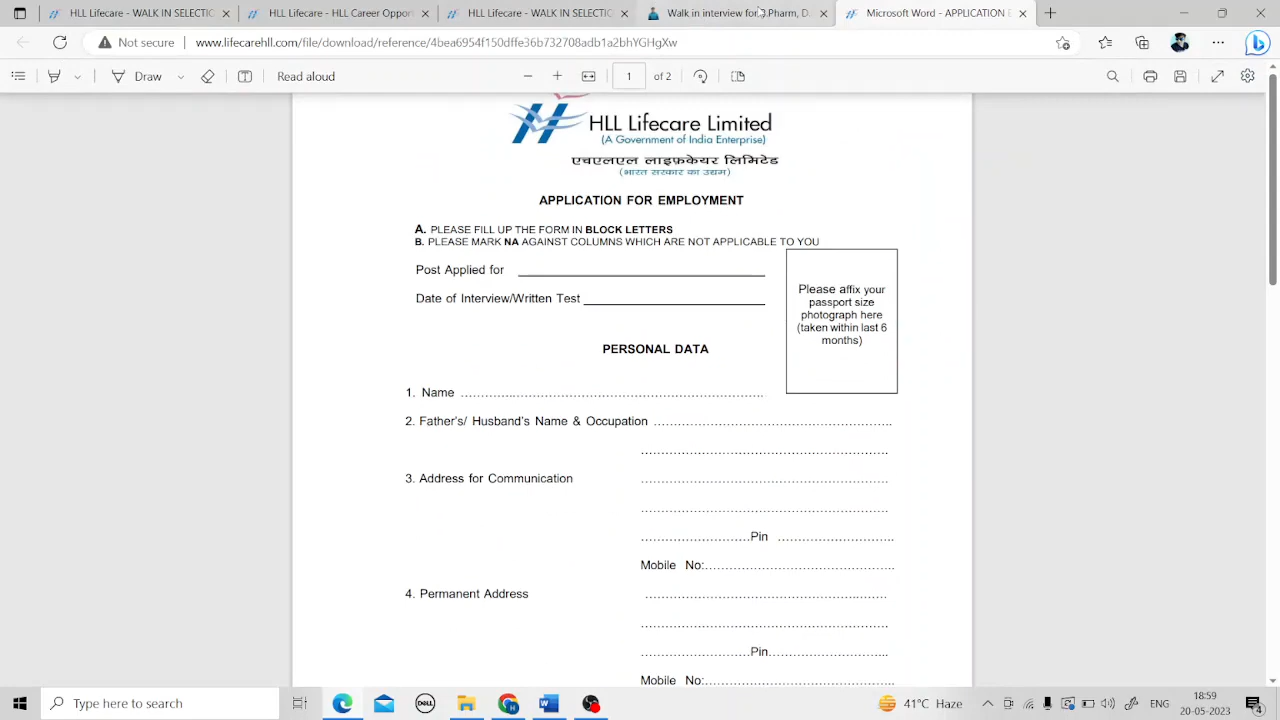 HLL Lifecare - WALK IN SELECTIO
HLL Lifecare - HLL Career Oppor
HLL Lifecare - WALK IN SELECTIO
Walk in interview for Pharm, D
Microsoft Word - APPLICATION
Not secure
www.lifecarehll.com/file/download/reference/4bea6954f150dffe36b732708adb1a2bhYGHgXw
Draw
Read aloud
1
of 2
HLL Lifecare Limited
(A Government of India Enterprise)
एचएलएल लाइफ़केयर लिमिटेड
(भारत सरकार का उद्यम)
APPLICATION FOR EMPLOYMENT
A. PLEASE FILL UP THE FORM IN BLOCK LETTERS
B. PLEASE MARK NA AGAINST COLUMNS WHICH ARE NOT APPLICABLE TO YOU
Post Applied for
Date of Interview/Written Test
Please affix your
passport size
photograph here
(taken within last 6
months)
PERSONAL DATA
1. Name
2. Father's/ Husband's Name & Occupation
3. Address for Communication
Pin
Mobile No:
4. Permanent Address
Pin
Mobile No:
Type here to search
DELL
41°C Haze
ENG
18:59
20-05-2023
4